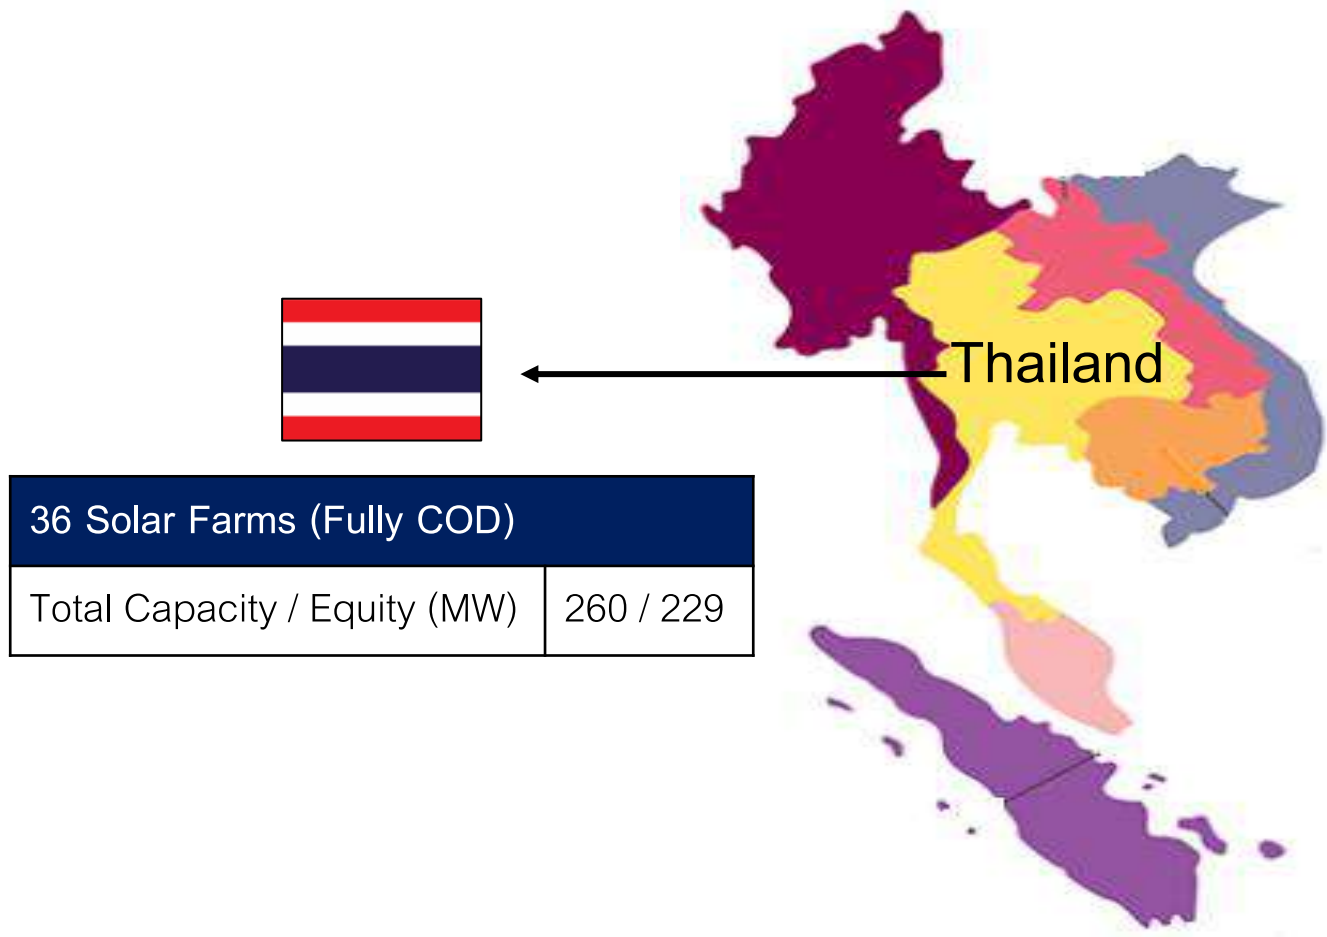 Thailand
36 Solar Farms (Fully COD)
Total Capacity / Equity (MW) 260 / 229